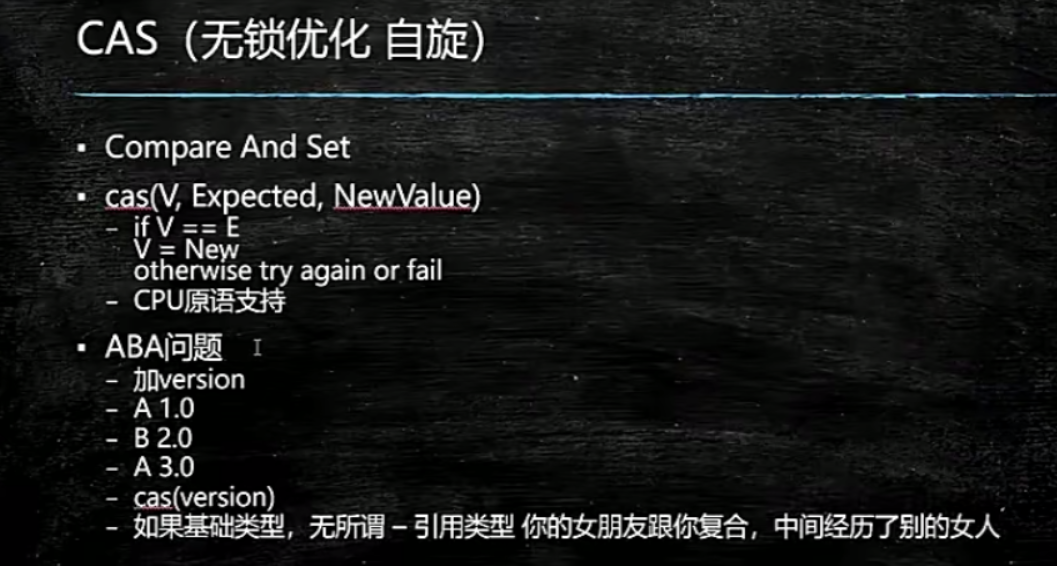 CAS（无锁优化 自旋）
▪ Compare And Set
▪ cas(V, Expected, NewValue)
– if V == E
V = New
otherwise try again or fail
– CPU原语支持
▪ ABA问题
– 加version
– A 1.0
– B 2.0
– A 3.0
– cas(version)
– 如果基础类型，无所谓 – 引用类型 你的女朋友跟你复合，中间经历了别的女人